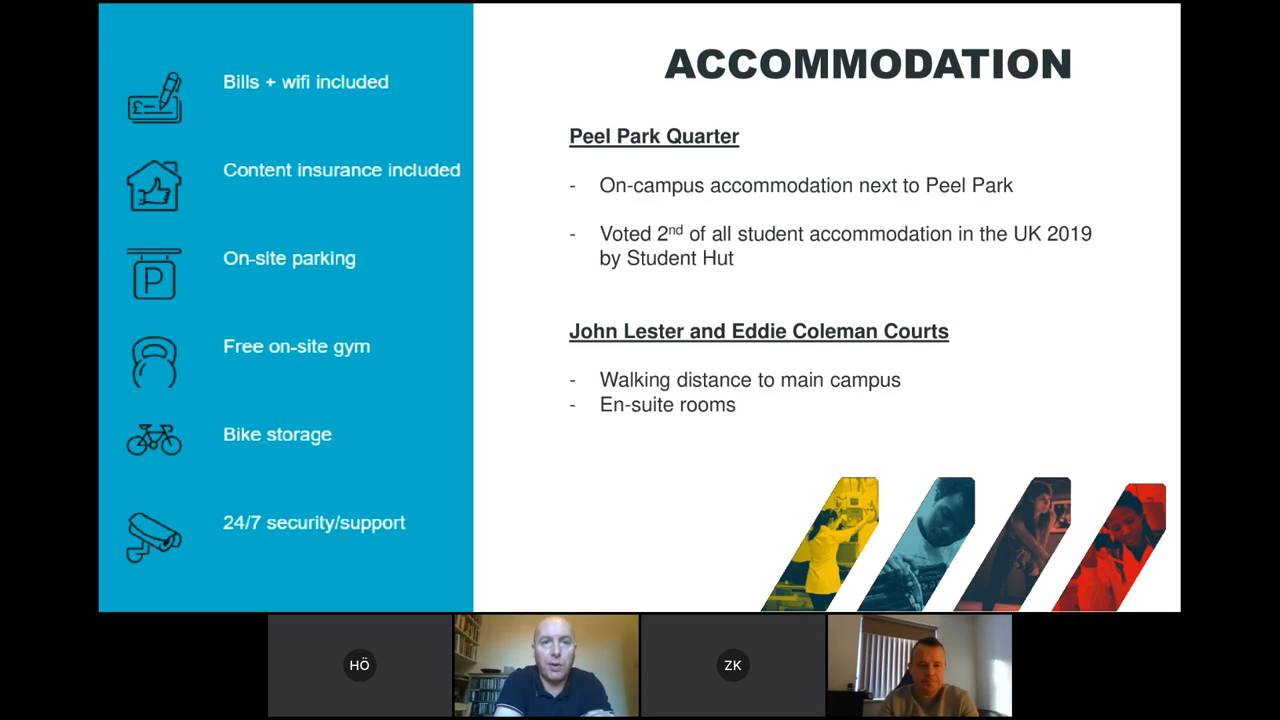 Bills + wifi included
Content insurance included
P
On-site parking
Free on-site gym
Bike storage
24/7 security/support
£
ACCOMMODATION
Peel Park Quarter
- On-campus accommodation next to Peel Park
- Voted 2nd of all student accommodation in the UK 2019
by Student Hut
John Lester and Eddie Coleman Courts
- Walking distance to main campus
- En-suite rooms
HÖ
ZK